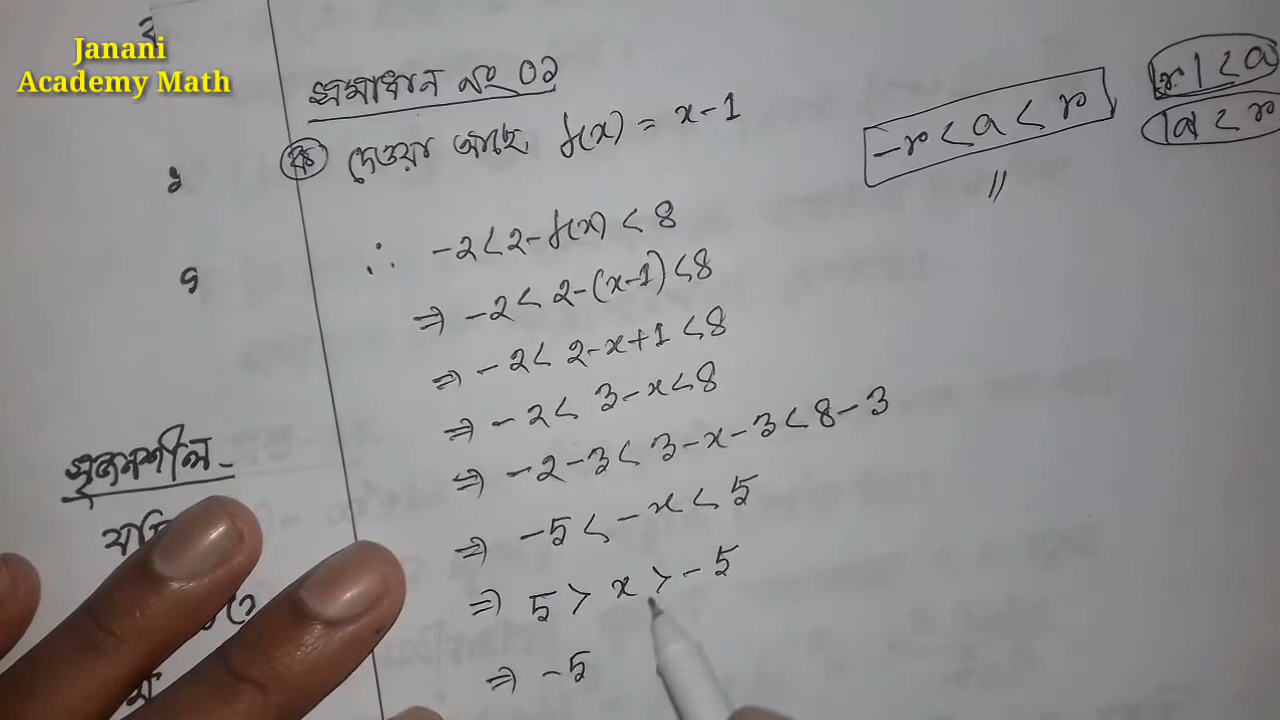 Janani
Academy Math
সমাধান নং 02
ক দেওয়া আছে f(x) = x-1
-r < a < r
|r| < a
|a| < r
∴ -2<2-f(x) < 8
⇒ -2< 2-(x-1)<8
⇒ -2< 2-x+1 <8
⇒ -2< 3-x<8
⇒ -2-3<3-x-3<8-3
⇒ -5<-x<5
⇒ 5 > x > -5
⇒ -5
সৃজনশীল-